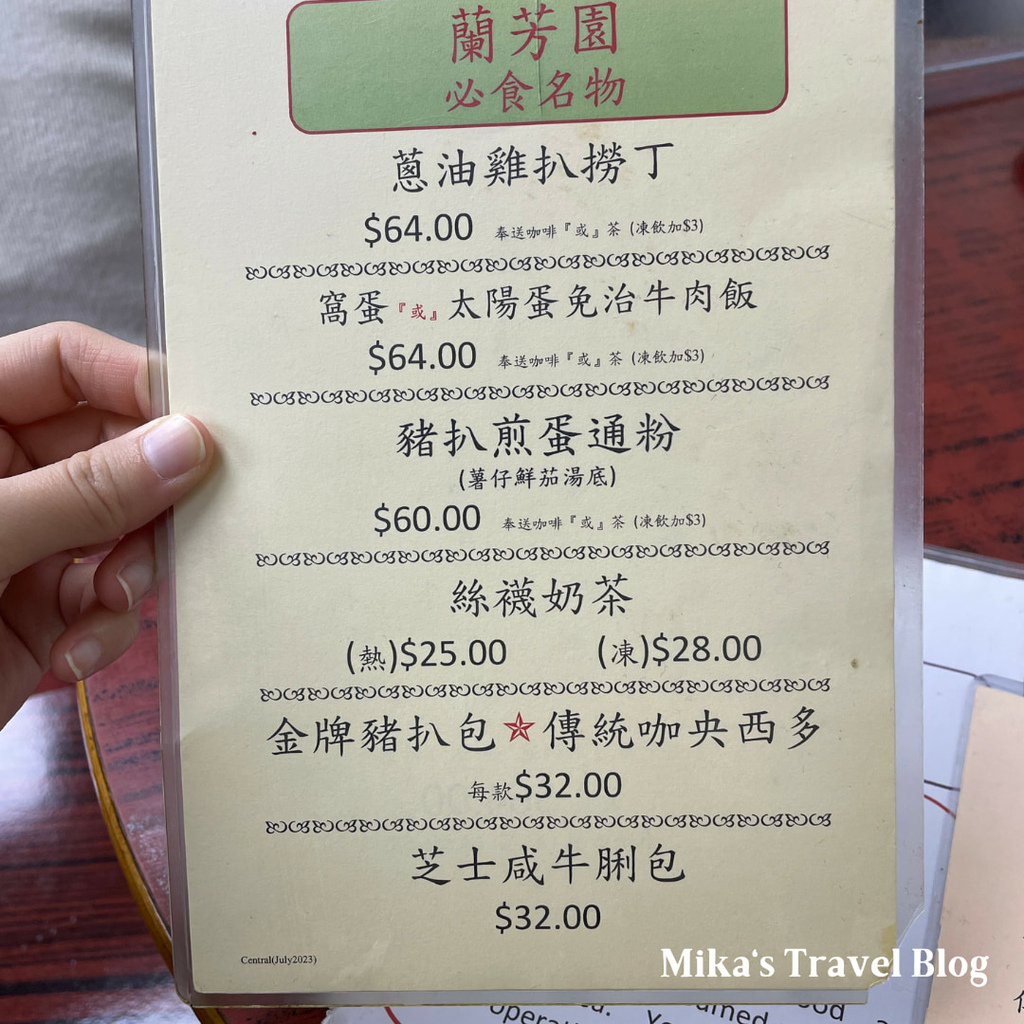 蘭芳園
必食名物
蔥油雞扒撈丁
$64.00 奉送咖啡『或』茶 (凍飲加$3)
窩蛋『或』太陽蛋免治牛肉飯
$64.00 奉送咖啡『或』茶 (凍飲加$3)
豬扒煎蛋通粉
(薯仔鮮茄湯底)
$60.00 奉送咖啡『或』茶 (凍飲加$3)
絲襪奶茶
(熱)$25.00 (凍)$28.00
金牌豬扒包★傳統咖央西多
每款$32.00
芝士咸牛脷包
$32.00
Central(July2023)
Mika's Travel Blog